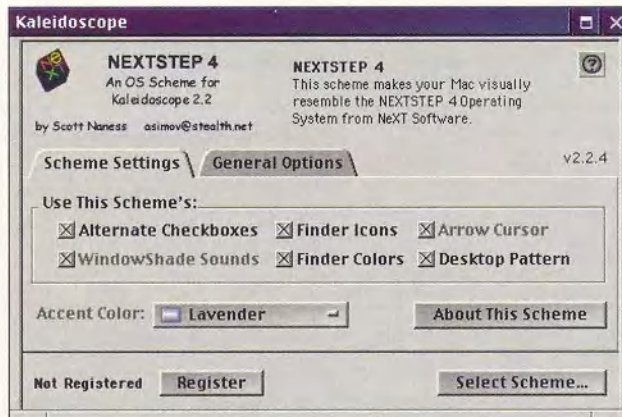 Kaleidoscope
NEXTSTEP 4
An OS Scheme for
Kaleidoscope 2.2
by Scott Naness asimov@stealth.net
NEXTSTEP 4
This scheme makes your Mac visually
resemble the NEXTSTEP 4 Operating
System from NeXT Software.
Scheme Settings
General Options
v2.2.4
Use This Scheme's:
Alternate Checkboxes
Finder Icons
Arrow Cursor
WindowShade Sounds
Finder Colors
Desktop Pattern
Accent Color: Lavender
About This Scheme
Not Registered
Register
Select Scheme...